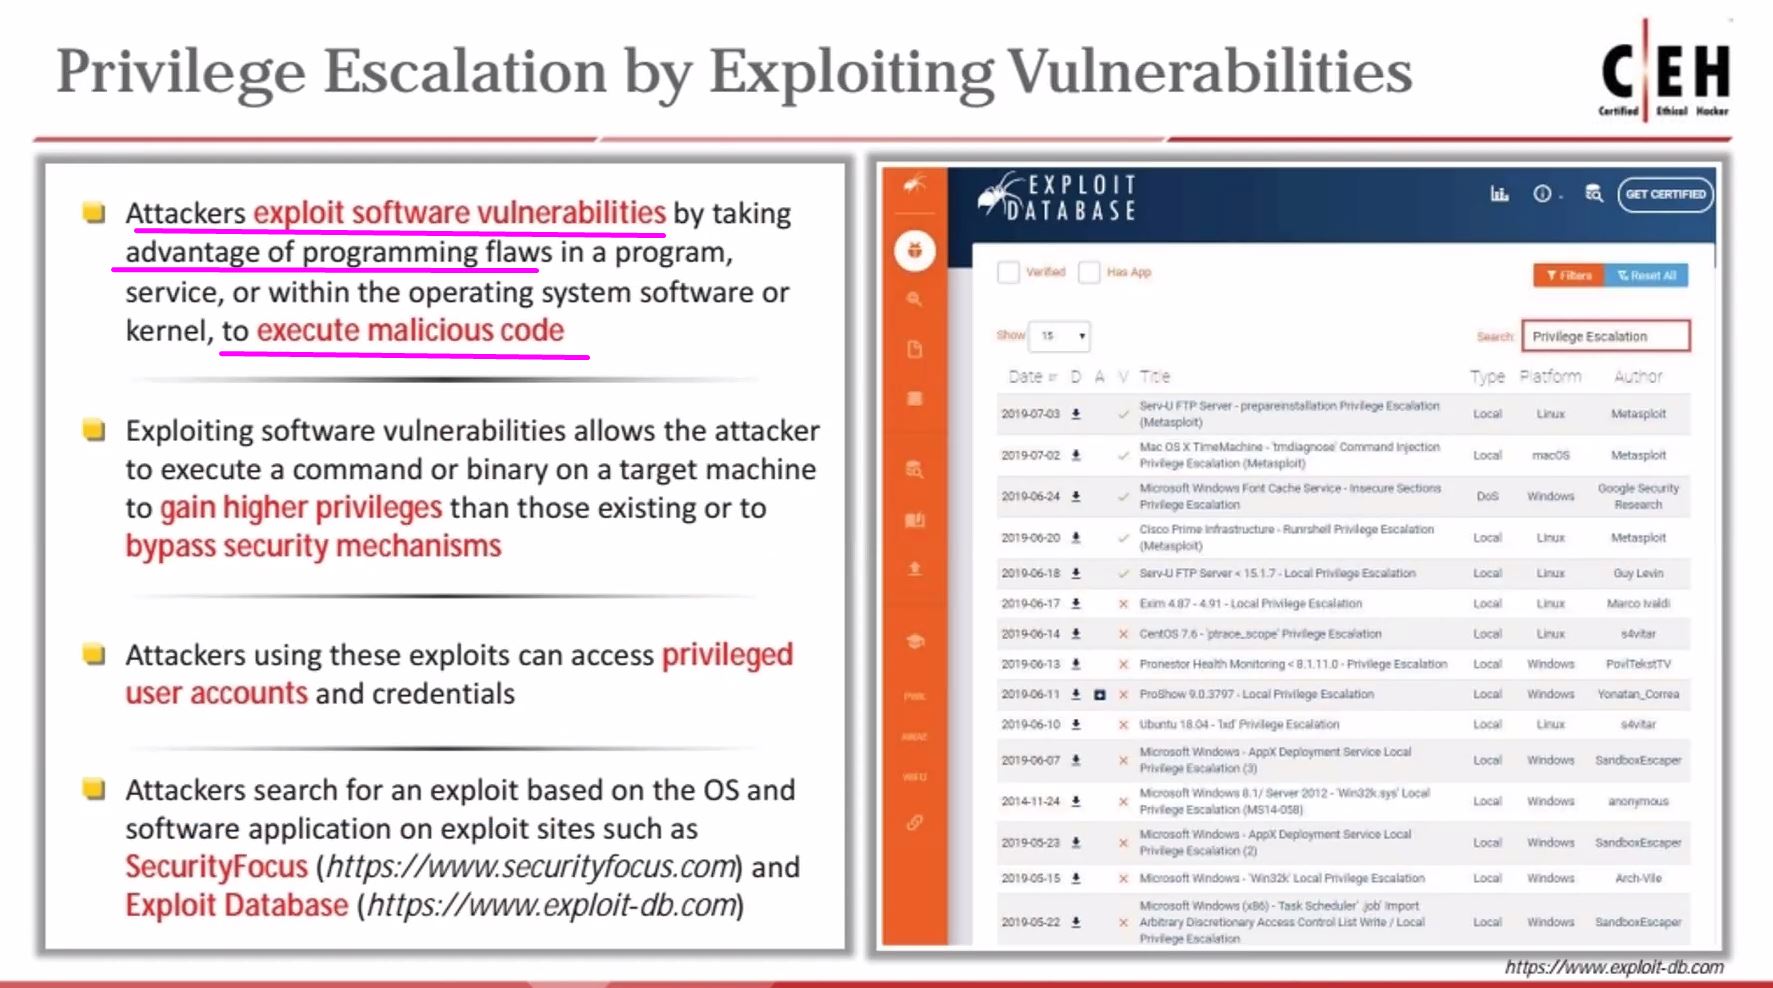 Privilege Escalation by Exploiting Vulnerabilities
C|EH
Certified Ethical Hacker
Attackers exploit software vulnerabilities by taking
advantage of programming flaws in a program,
service, or within the operating system software or
kernel, to execute malicious code
Exploiting software vulnerabilities allows the attacker
to execute a command or binary on a target machine
to gain higher privileges than those existing or to
bypass security mechanisms
Attackers using these exploits can access privileged
user accounts and credentials
Attackers search for an exploit based on the OS and
software application on exploit sites such as
SecurityFocus (https://www.securityfocus.com) and
Exploit Database (https://www.exploit-db.com)
EXPLOIT
DATABASE
GET CERTIFIED
Verified Has App
Filters Reset All
Show 15
Search: Privilege Escalation
Date D A V Title Type Platform Author
2019-07-03 Serv-U FTP Server - prepareinstallation Privilege Escalation
(Metasploit) Local Linux Metasploit
2019-07-02 Mac OS X TimeMachine - 'tmdiagnose' Command Injection
Privilege Escalation (Metasploit) Local macOS Metasploit
2019-06-24 Microsoft Windows Font Cache Service - Insecure Sections
Privilege Escalation DoS Windows Google Security
Research
2019-06-20 Cisco Prime Infrastructure - Runrshell Privilege Escalation
(Metasploit) Local Linux Metasploit
2019-06-18 Serv-U FTP Server < 15.1.7 - Local Privilege Escalation Local Linux Guy Levin
2019-06-17 Exim 4.87 - 4.91 - Local Privilege Escalation Local Linux Marco Ivaldi
2019-06-14 CentOS 7.6 - 'ptrace_scope' Privilege Escalation Local Linux s4vitar
2019-06-13 Pronestor Health Monitoring < 8.1.11.0 - Privilege Escalation Local Windows PovlTekstTV
2019-06-11 ProShow 9.0.3797 - Local Privilege Escalation Local Windows Yonatan_Correa
2019-06-10 Ubuntu 18.04 - 'lxd' Privilege Escalation Local Linux s4vitar
2019-06-07 Microsoft Windows - AppX Deployment Service Local
Privilege Escalation (3) Local Windows SandboxEscaper
2014-11-24 Microsoft Windows 8.1/ Server 2012 - 'Win32k.sys' Local
Privilege Escalation (MS14-058) Local Windows anonymous
2019-05-23 Microsoft Windows - AppX Deployment Service Local
Privilege Escalation (2) Local Windows SandboxEscaper
2019-05-15 Microsoft Windows - 'Win32k' Local Privilege Escalation Local Windows Arch-Vile
2019-05-22 Microsoft Windows (x86) - Task Scheduler' .job' Import
Arbitrary Discretionary Access Control List Write / Local
Privilege Escalation Local Windows SandboxEscaper
PWK
AWAE
WIFU
https://www.exploit-db.com